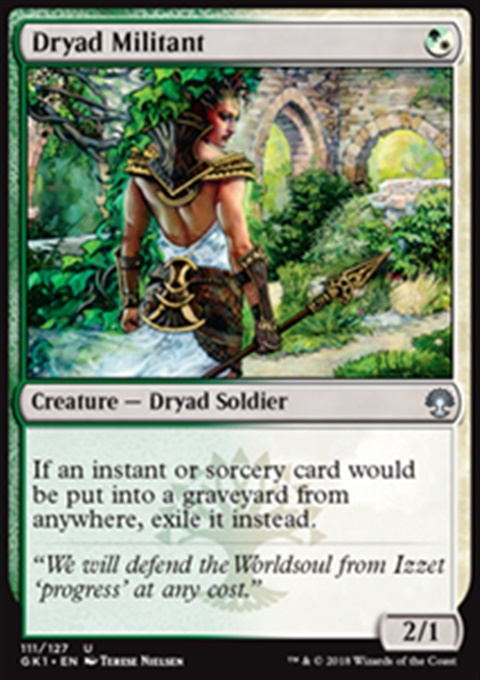 Dryad Militant
Creature — Dryad Soldier
If an instant or sorcery card would
be put into a graveyard from
anywhere, exile it instead.
“We will defend the Worldsoul from Izzet
‘progress’ at any cost.”
2/1
111/127 U
GK1 • EN Terese Nielsen
™ & © 2018 Wizards of the Coast